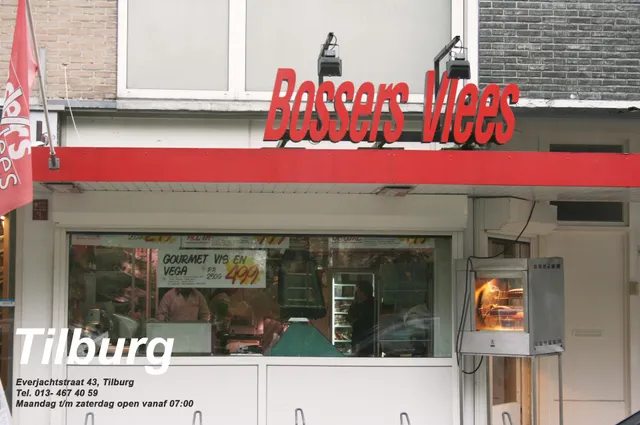 Bossers Vlees
GOURMET VIS EN
VEGA
250G 499
Tilburg
Everjachtstraat 43, Tilburg
Tel. 013- 467 40 59
Maandag t/m zaterdag open vanaf 07:00